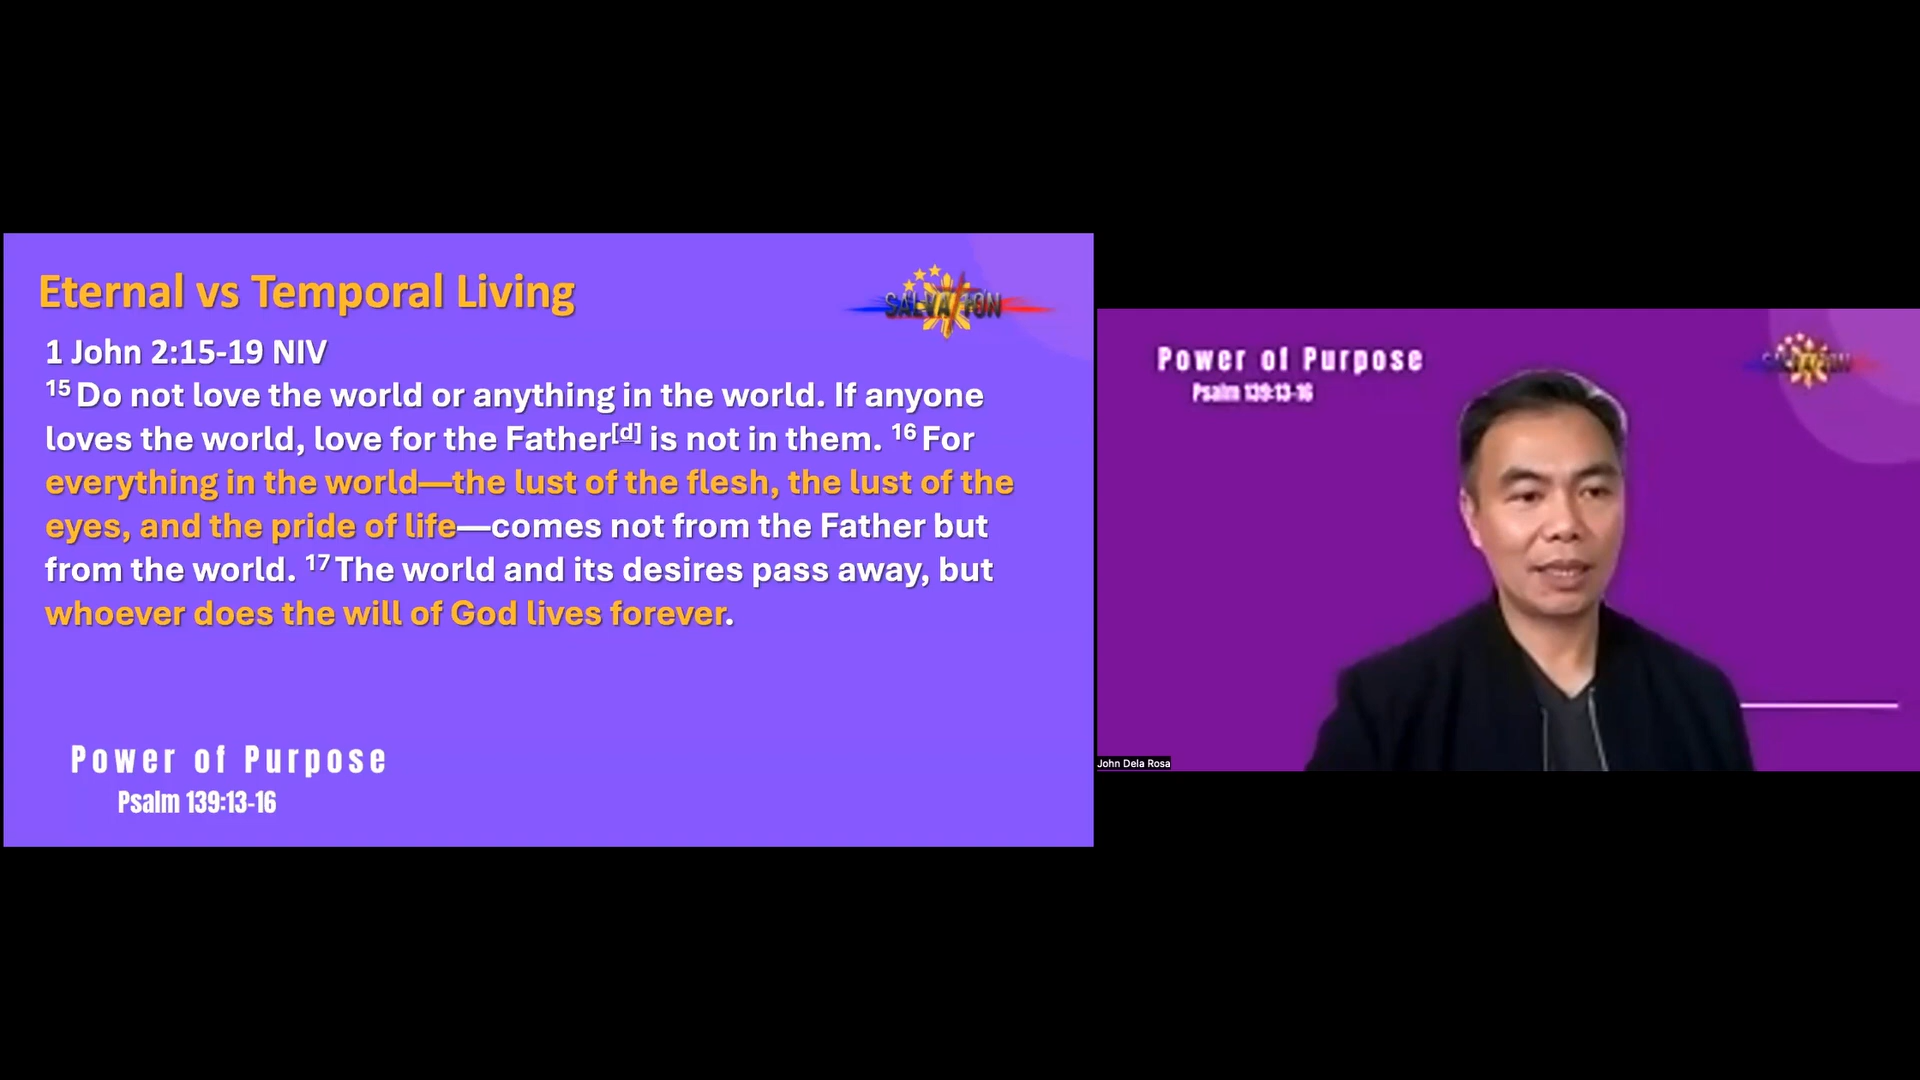 Eternal vs Temporal Living
SALVATION
1 John 2:15-19 NIV
15 Do not love the world or anything in the world. If anyone
loves the world, love for the Father[d] is not in them. 16 For
everything in the world—the lust of the flesh, the lust of the
eyes, and the pride of life—comes not from the Father but
from the world. 17 The world and its desires pass away, but
whoever does the will of God lives forever.
Power of Purpose
Psalm 139:13-16
Power of Purpose
Psalm 139:13-16
SALVATION
John Dela Rosa